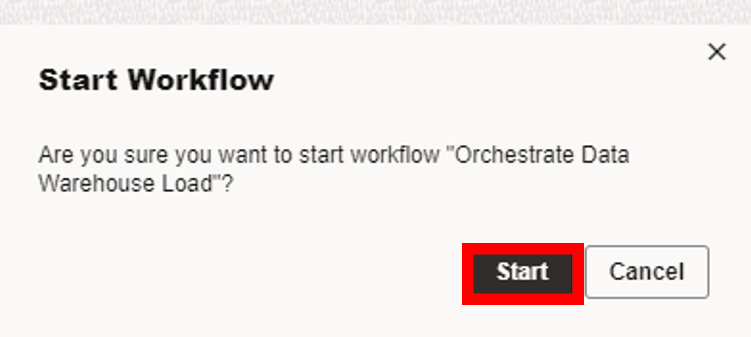 Start Workflow
Are you sure you want to start workflow "Orchestrate Data
Warehouse Load"?
Start
Cancel